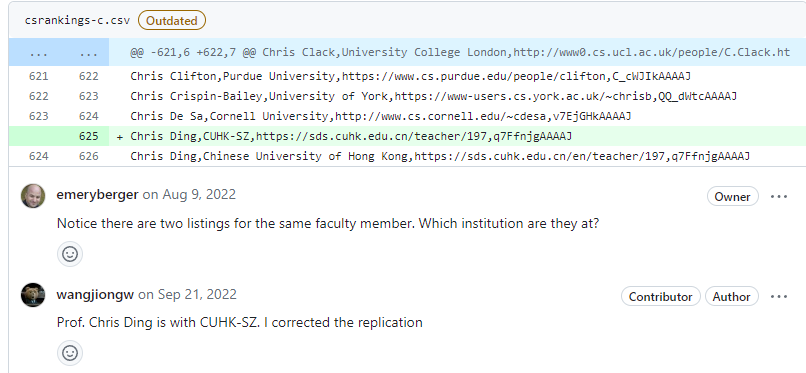 csrankings-c.csv Outdated
... ... @@ -621,6 +622,7 @@ Chris Clack,University College London,http://www0.cs.ucl.ac.uk/people/C.Clack.ht
621 622 Chris Clifton,Purdue University,https://www.cs.purdue.edu/people/clifton,C_cWJIkAAAAJ
622 623 Chris Crispin-Bailey,University of York,https://www-users.cs.york.ac.uk/~chrisb,QQ_dWtcAAAAJ
623 624 Chris De Sa,Cornell University,http://www.cs.cornell.edu/~cdesa,v7EjGHkAAAAJ
625 + Chris Ding,CUHK-SZ,https://sds.cuhk.edu.cn/teacher/197,q7FfnjgAAAAJ
624 626 Chris Ding,Chinese University of Hong Kong,https://sds.cuhk.edu.cn/en/teacher/197,q7FfnjgAAAAJ
emeryberger on Aug 9, 2022 Owner ...
Notice there are two listings for the same faculty member. Which institution are they at?
wangjiongw on Sep 21, 2022 Contributor Author ...
Prof. Chris Ding is with CUHK-SZ. I corrected the replication